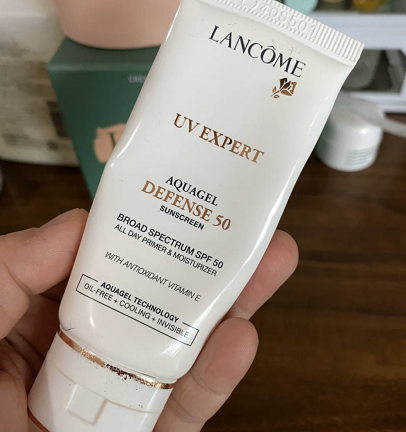 LANCÔME
UV EXPERT
AQUAGEL
DEFENSE 50
SUNSCREEN
BROAD SPECTRUM SPF 50
ALL DAY PRIMER & MOISTURIZER
WITH ANTIOXIDANT VITAMIN E
AQUAGEL TECHNOLOGY
OIL-FREE + COOLING + INVISIBLE